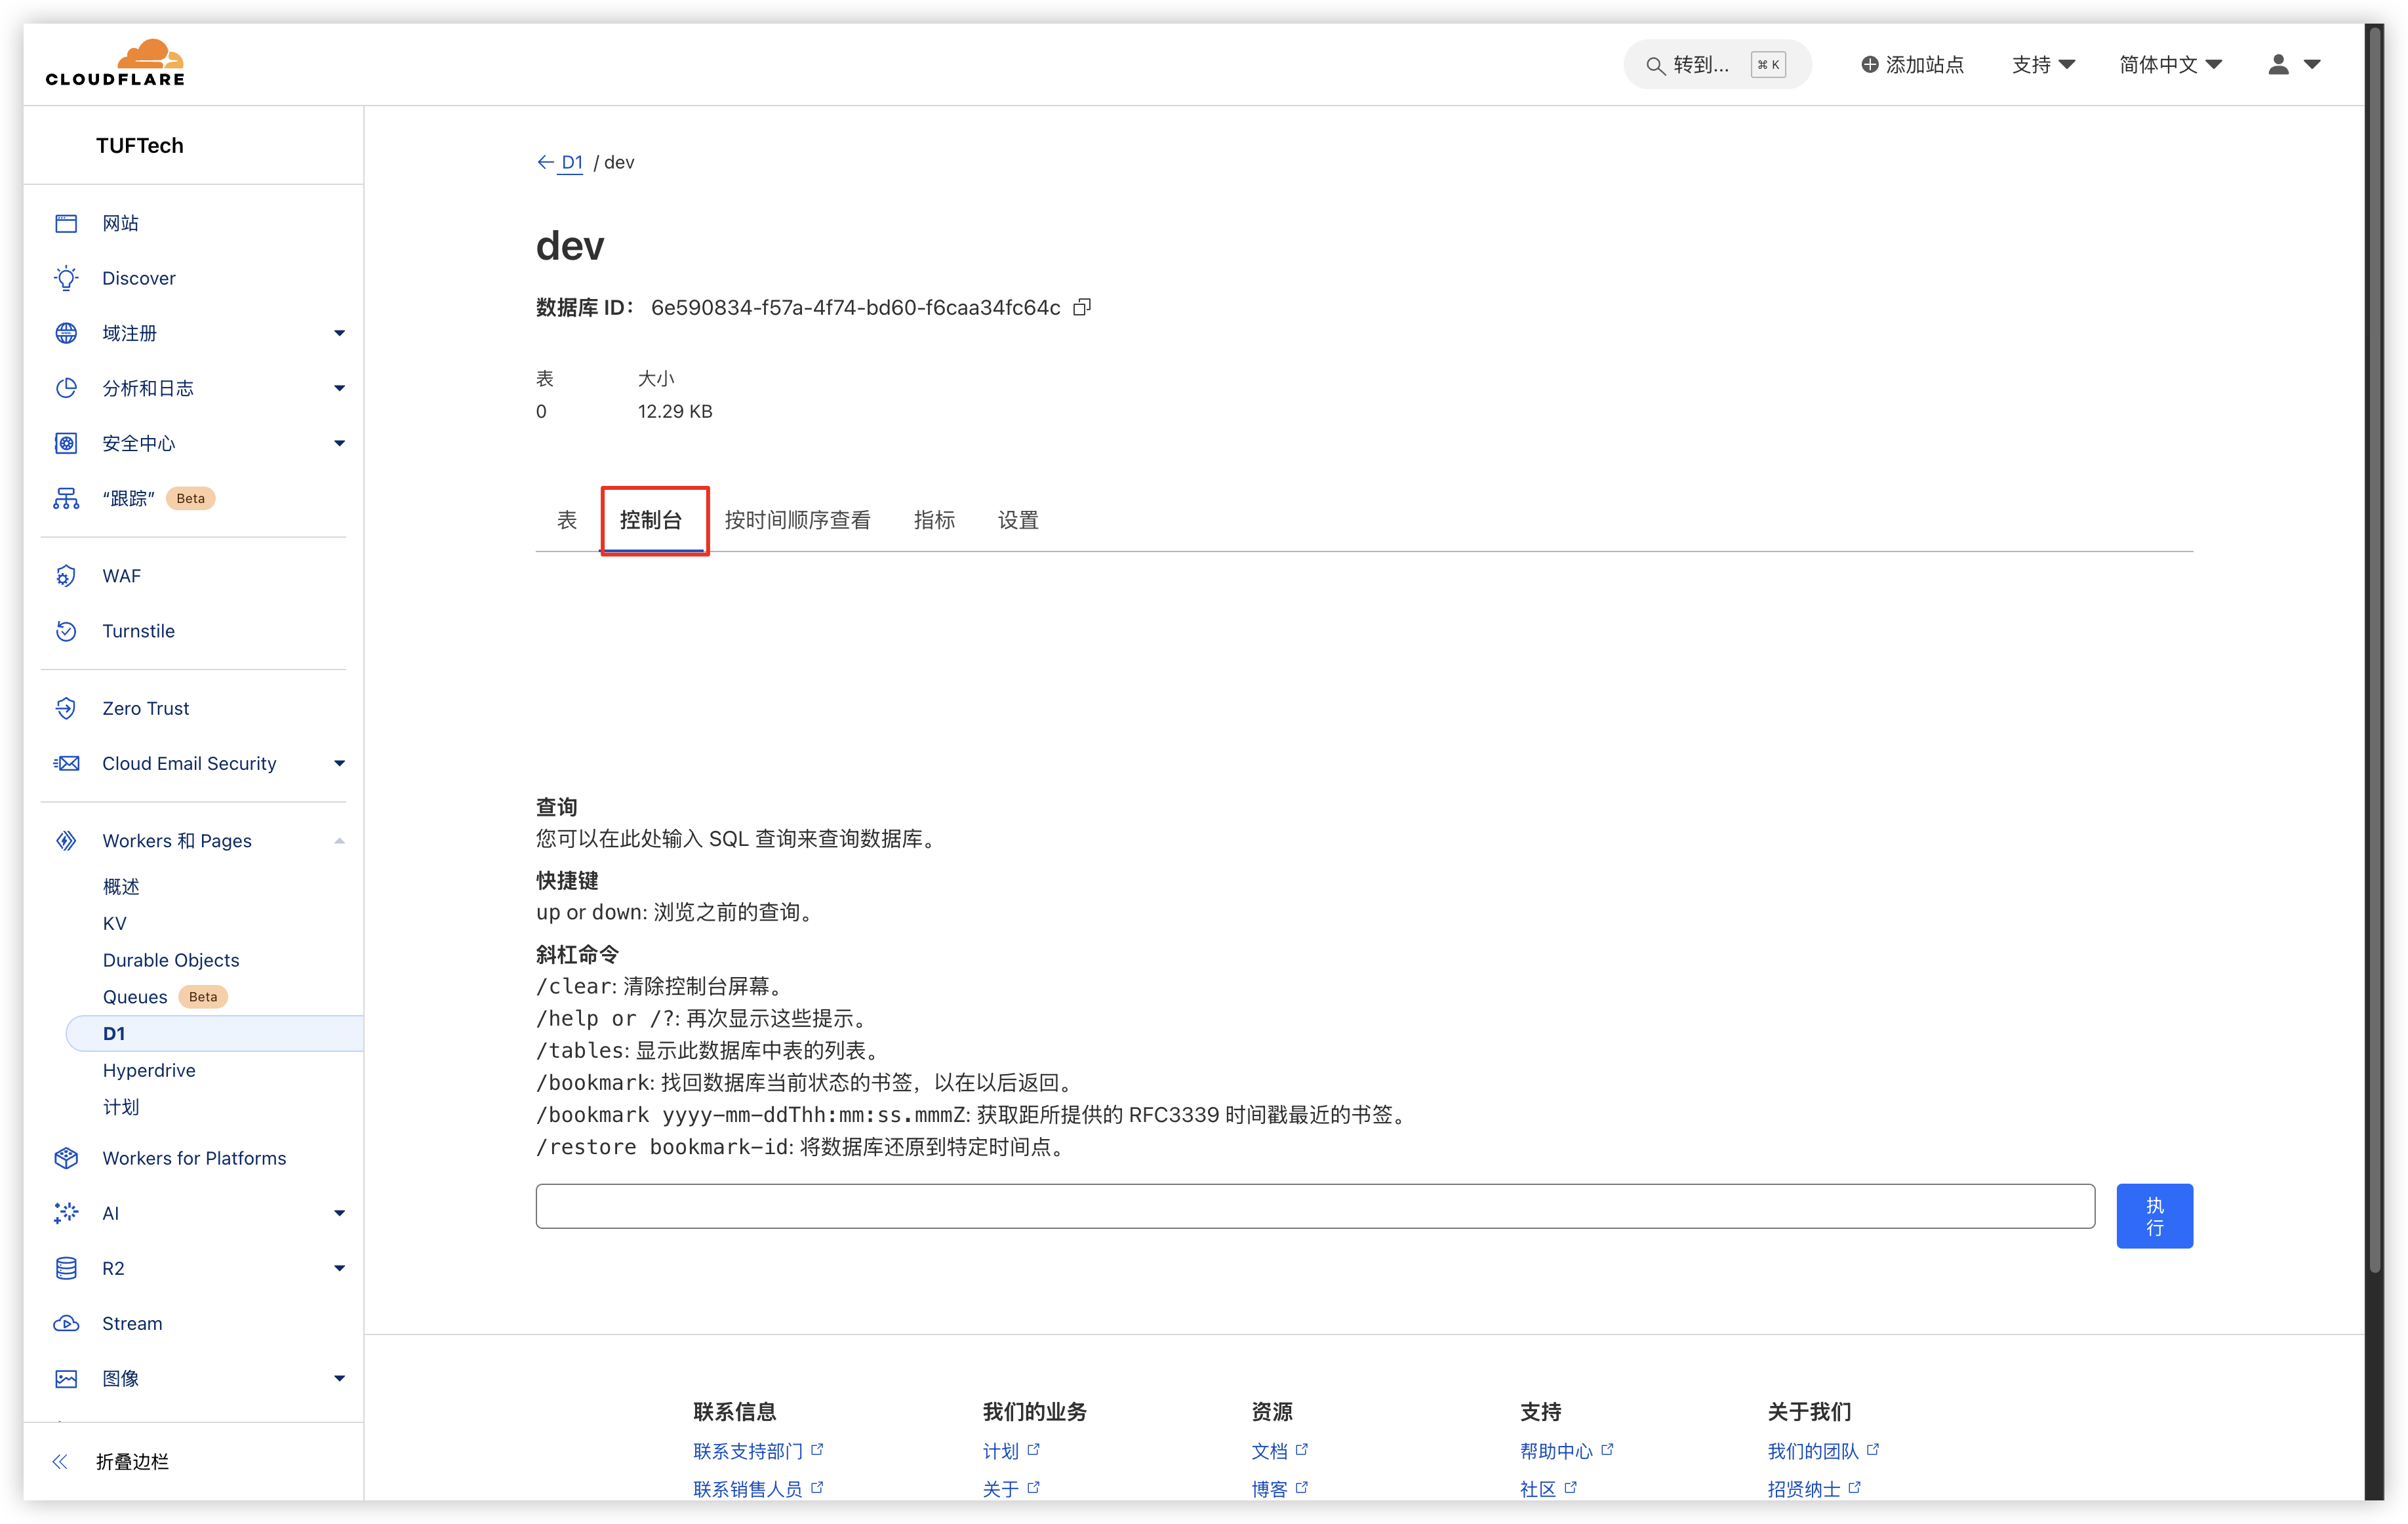 CLOUDFLARE
转到... ⌘ K
添加站点
支持
简体中文
TUFTech
网站
Discover
域注册
分析和日志
安全中心
“跟踪” Beta
WAF
Turnstile
Zero Trust
Cloud Email Security
Workers 和 Pages
概述
KV
Durable Objects
Queues Beta
D1
Hyperdrive
计划
Workers for Platforms
AI
R2
Stream
图像
折叠边栏
D1 / dev
dev
数据库 ID： 6e590834-f57a-4f74-bd60-f6caa34fc64c
表 大小
0 12.29 KB
表 控制台 按时间顺序查看 指标 设置
查询
您可以在此处输入 SQL 查询来查询数据库。
快捷键
up or down: 浏览之前的查询。
斜杠命令
/clear: 清除控制台屏幕。
/help or /?: 再次显示这些提示。
/tables: 显示此数据库中表的列表。
/bookmark: 找回数据库当前状态的书签，以在以后返回。
/bookmark yyyy-mm-ddThh:mm:ss.mmmZ: 获取距所提供的 RFC3339 时间戳最近的书签。
/restore bookmark-id: 将数据库还原到特定时间点。
执
行
联系信息 我们的业务 资源 支持 关于我们
联系支持部门 计划 文档 帮助中心 我们的团队
联系销售人员 关于 博客 社区 招贤纳士